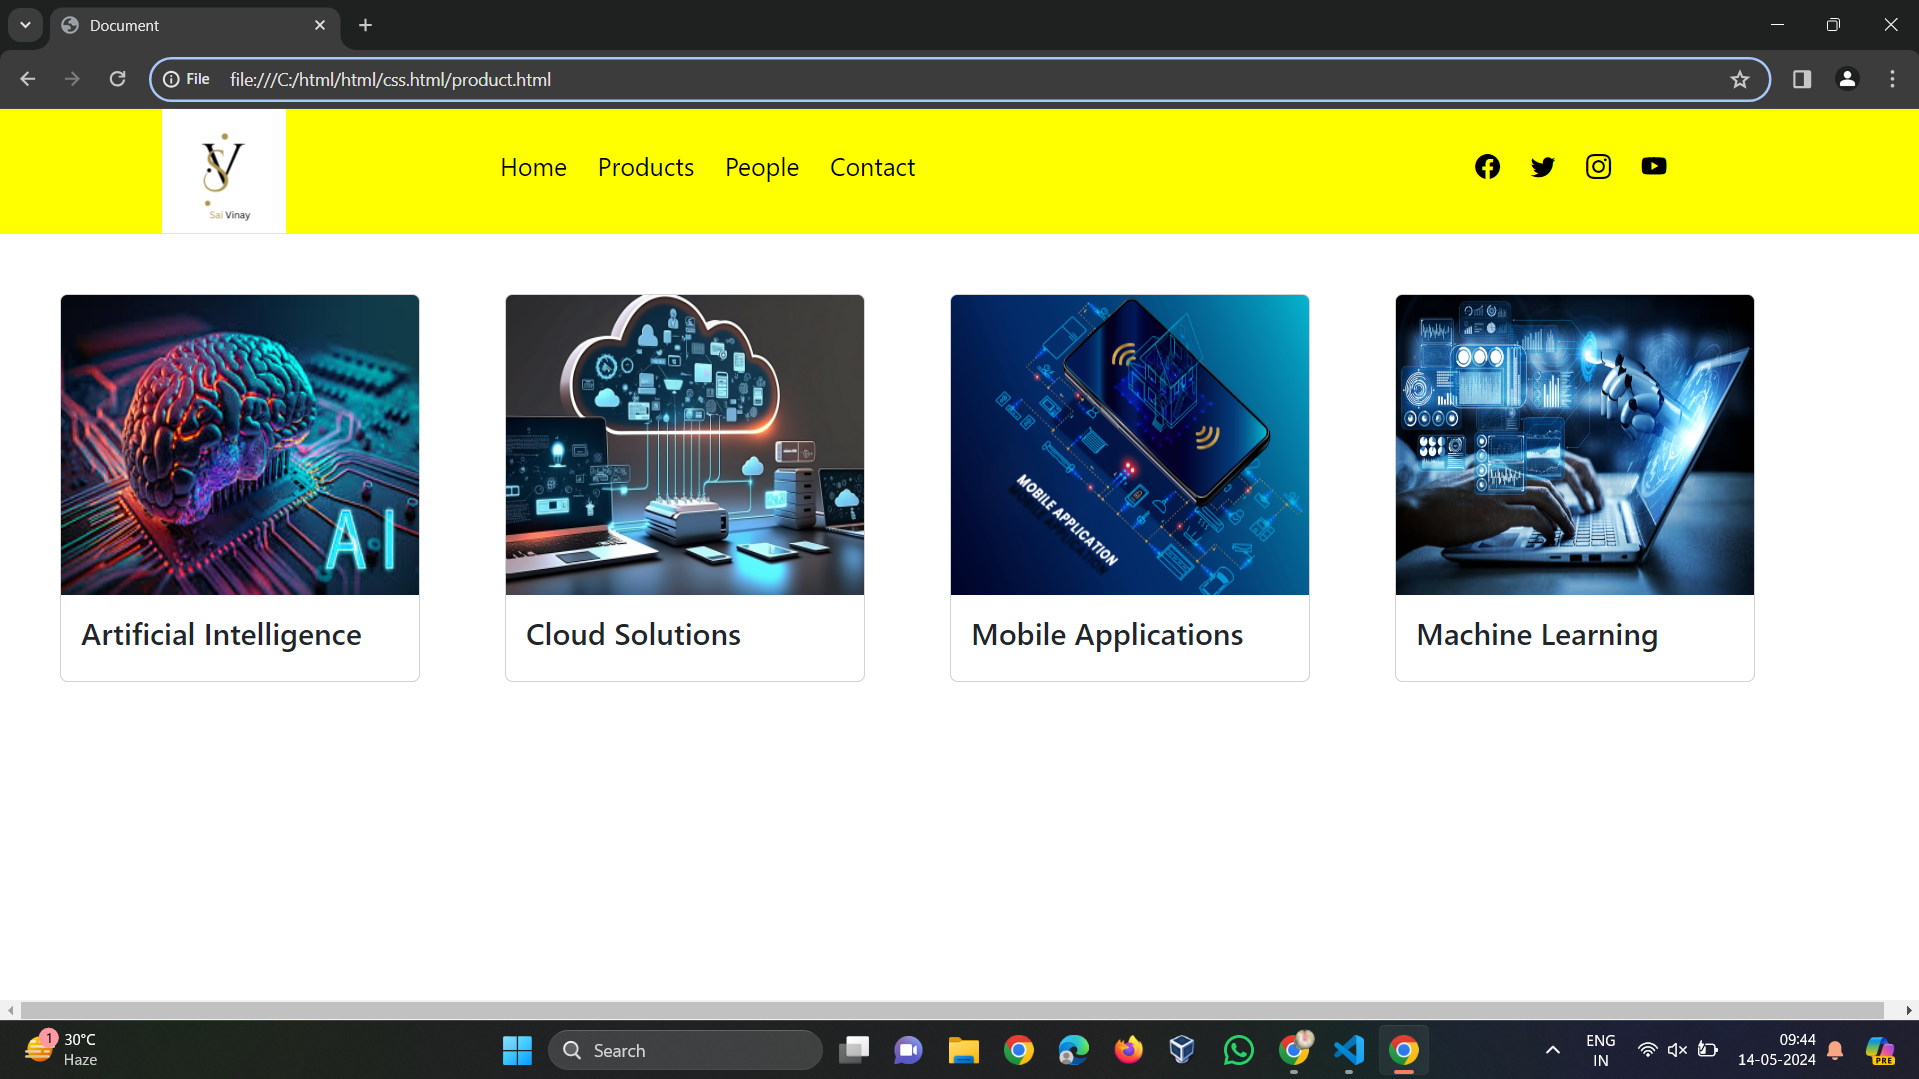 Document
File
file:///C:/html/html/css.html/product.html
SV
Sai Vinay
Home Products People Contact
AI
MOBILE APPLICATION
Artificial Intelligence
Cloud Solutions
Mobile Applications
Machine Learning
1
30°C
Haze
Search
ENG
IN
09:44
14-05-2024
PRE